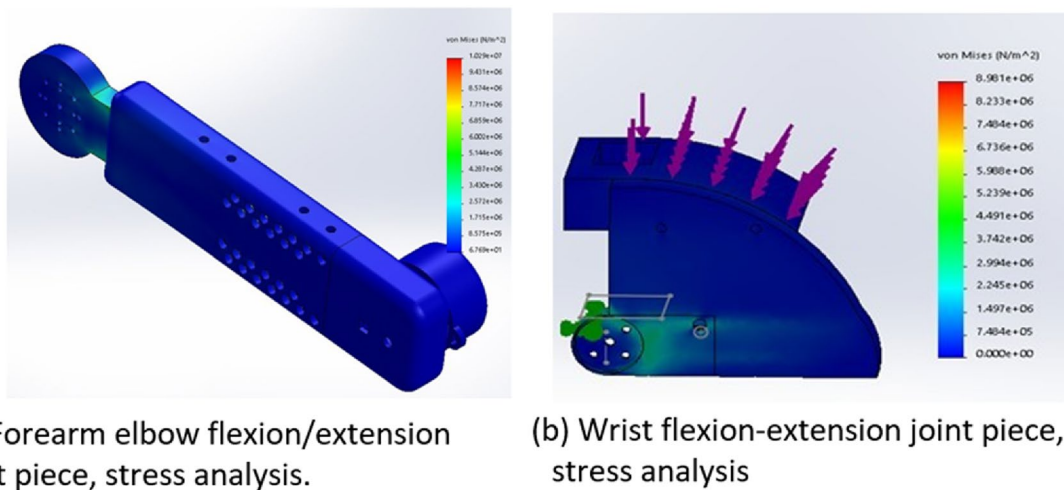 von Mises (N/m^2)
1.029e+07
9.431e+06
8.574e+06
7.717e+06
6.859e+06
6.002e+06
5.144e+06
4.287e+06
3.430e+06
2.572e+06
1.715e+06
8.575e+05
6.769e+01
von Mises (N/m^2)
8.981e+06
8.233e+06
7.484e+06
6.736e+06
5.988e+06
5.239e+06
4.491e+06
3.742e+06
2.994e+06
2.245e+06
1.497e+06
7.484e+05
0.000e+00
Forearm elbow flexion/extension
t piece, stress analysis.
(b) Wrist flexion-extension joint piece,
stress analysis